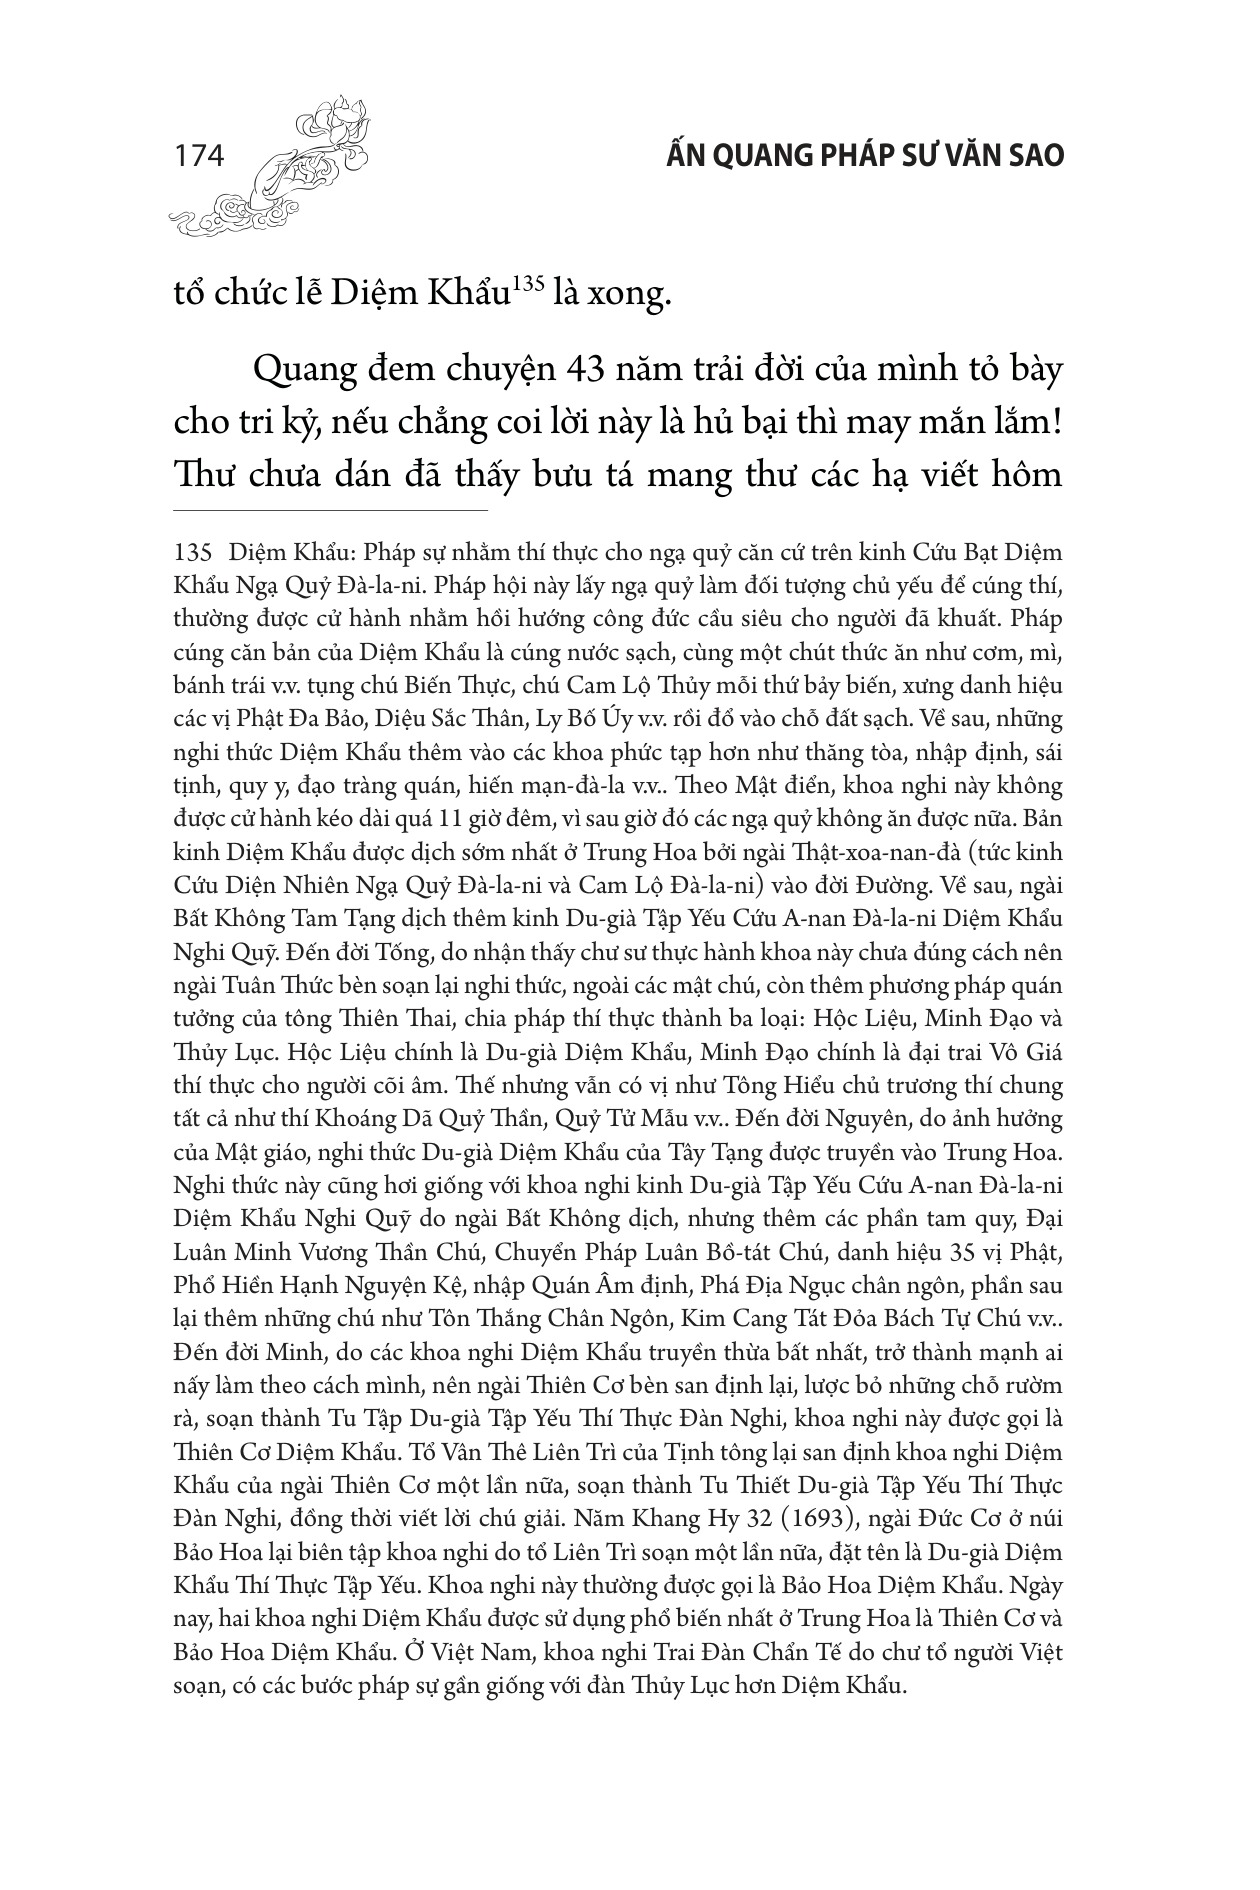 174
ẤN QUANG PHÁP SƯ VĂN SAO
tổ chức lễ Diệm Khẩu135 là xong.
Quang đem chuyện 43 năm trải đời của mình tỏ bày
cho tri kỷ, nếu chẳng coi lời này là hủ bại thì may mắn lắm!
Thư chưa dán đã thấy bưu tá mang thư các hạ viết hôm
135 Diệm Khẩu: Pháp sự nhằm thí thực cho ngạ quỷ căn cứ trên kinh Cứu Bạt Diệm
Khẩu Ngạ Quỷ Đà-la-ni. Pháp hội này lấy ngạ quỷ làm đối tượng chủ yếu để cúng thí,
thường được cử hành nhằm hồi hướng công đức cầu siêu cho người đã khuất. Pháp
cúng căn bản của Diệm Khẩu là cúng nước sạch, cùng một chút thức ăn như cơm, mì,
bánh trái v.v. tụng chú Biến Thực, chú Cam Lộ Thủy mỗi thứ bảy biến, xưng danh hiệu
các vị Phật Đa Bảo, Diệu Sắc Thân, Ly Bố Úy v.v. rồi đổ vào chỗ đất sạch. Về sau, những
nghi thức Diệm Khẩu thêm vào các khoa phức tạp hơn như thăng tòa, nhập định, sái
tịnh, quy y, đạo tràng quán, hiến mạn-đà-la v.v.. Theo Mật điển, khoa nghi này không
được cử hành kéo dài quá 11 giờ đêm, vì sau giờ đó các ngạ quỷ không ăn được nữa. Bản
kinh Diệm Khẩu được dịch sớm nhất ở Trung Hoa bởi ngài Thật-xoa-nan-đà (tức kinh
Cứu Diện Nhiên Ngạ Quỷ Đà-la-ni và Cam Lộ Đà-la-ni) vào đời Đường. Về sau, ngài
Bất Không Tam Tạng dịch thêm kinh Du-già Tập Yếu Cứu A-nan Đà-la-ni Diệm Khẩu
Nghi Quỹ. Đến đời Tống, do nhận thấy chư sư thực hành khoa này chưa đúng cách nên
ngài Tuân Thức bèn soạn lại nghi thức, ngoài các mật chú, còn thêm phương pháp quán
tưởng của tông Thiên Thai, chia pháp thí thực thành ba loại: Hộc Liệu, Minh Đạo và
Thủy Lục. Hộc Liệu chính là Du-già Diệm Khẩu, Minh Đạo chính là đại trai Vô Giá
thí thực cho người cõi âm. Thế nhưng vẫn có vị như Tông Hiểu chủ trương thí chung
tất cả như thí Khoáng Dã Quỷ Thần, Quỷ Tử Mẫu v.v.. Đến đời Nguyên, do ảnh hưởng
của Mật giáo, nghi thức Du-già Diệm Khẩu của Tây Tạng được truyền vào Trung Hoa.
Nghi thức này cũng hơi giống với khoa nghi kinh Du-già Tập Yếu Cứu A-nan Đà-la-ni
Diệm Khẩu Nghi Quỹ do ngài Bất Không dịch, nhưng thêm các phần tam quy, Đại
Luân Minh Vương Thần Chú, Chuyển Pháp Luân Bồ-tát Chú, danh hiệu 35 vị Phật,
Phổ Hiền Hạnh Nguyện Kệ, nhập Quán Âm định, Phá Địa Ngục chân ngôn, phần sau
lại thêm những chú như Tôn Thắng Chân Ngôn, Kim Cang Tát Đỏa Bách Tự Chú v.v..
Đến đời Minh, do các khoa nghi Diệm Khẩu truyền thừa bất nhất, trở thành mạnh ai
nấy làm theo cách mình, nên ngài Thiên Cơ bèn san định lại, lược bỏ những chỗ rườm
rà, soạn thành Tu Tập Du-già Tập Yếu Thí Thực Đàn Nghi, khoa nghi này được gọi là
Thiên Cơ Diệm Khẩu. Tổ Vân Thê Liên Trì của Tịnh tông lại san định khoa nghi Diệm
Khẩu của ngài Thiên Cơ một lần nữa, soạn thành Tu Thiết Du-già Tập Yếu Thí Thực
Đàn Nghi, đồng thời viết lời chú giải. Năm Khang Hy 32 (1693), ngài Đức Cơ ở núi
Bảo Hoa lại biên tập khoa nghi do tổ Liên Trì soạn một lần nữa, đặt tên là Du-già Diệm
Khẩu Thí Thực Tập Yếu. Khoa nghi này thường được gọi là Bảo Hoa Diệm Khẩu. Ngày
nay, hai khoa nghi Diệm Khẩu được sử dụng phổ biến nhất ở Trung Hoa là Thiên Cơ và
Bảo Hoa Diệm Khẩu. Ở Việt Nam, khoa nghi Trai Đàn Chẩn Tế do chư tổ người Việt
soạn, có các bước pháp sự gần giống với đàn Thủy Lục hơn Diệm Khẩu.